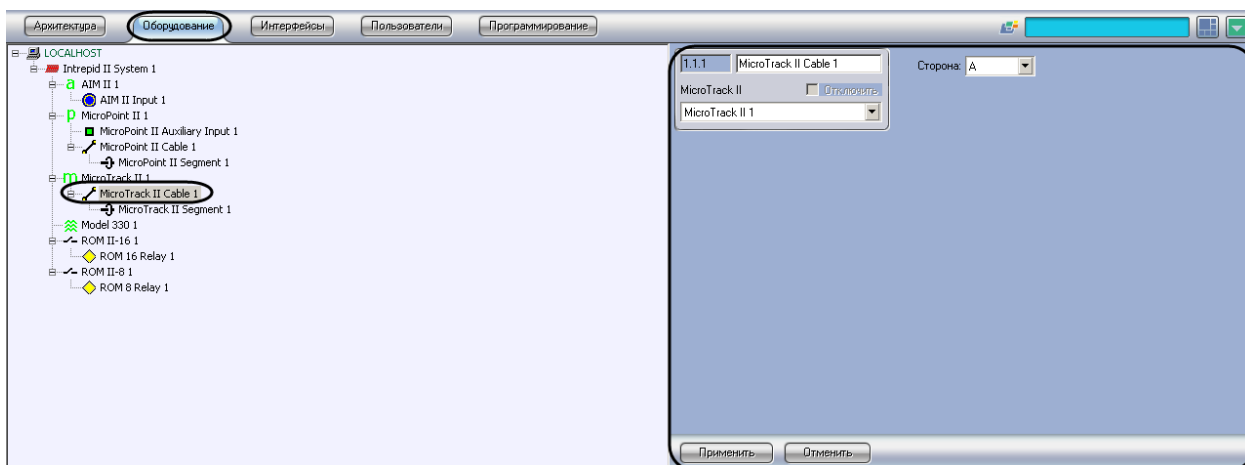 Архитектура Оборудование Интерфейсы Пользователи Программирование
LOCALHOST
Intrepid II System 1
AIM II 1
AIM II Input 1
MicroPoint II 1
MicroPoint II Auxiliary Input 1
MicroPoint II Cable 1
MicroPoint II Segment 1
MicroTrack II 1
MicroTrack II Cable 1
MicroTrack II Segment 1
Model 330 1
ROM II-16 1
ROM 16 Relay 1
ROM II-8 1
ROM 8 Relay 1
1.1.1 MicroTrack II Cable 1 Сторона: A
MicroTrack II Отключить
MicroTrack II 1
Применить Отменить